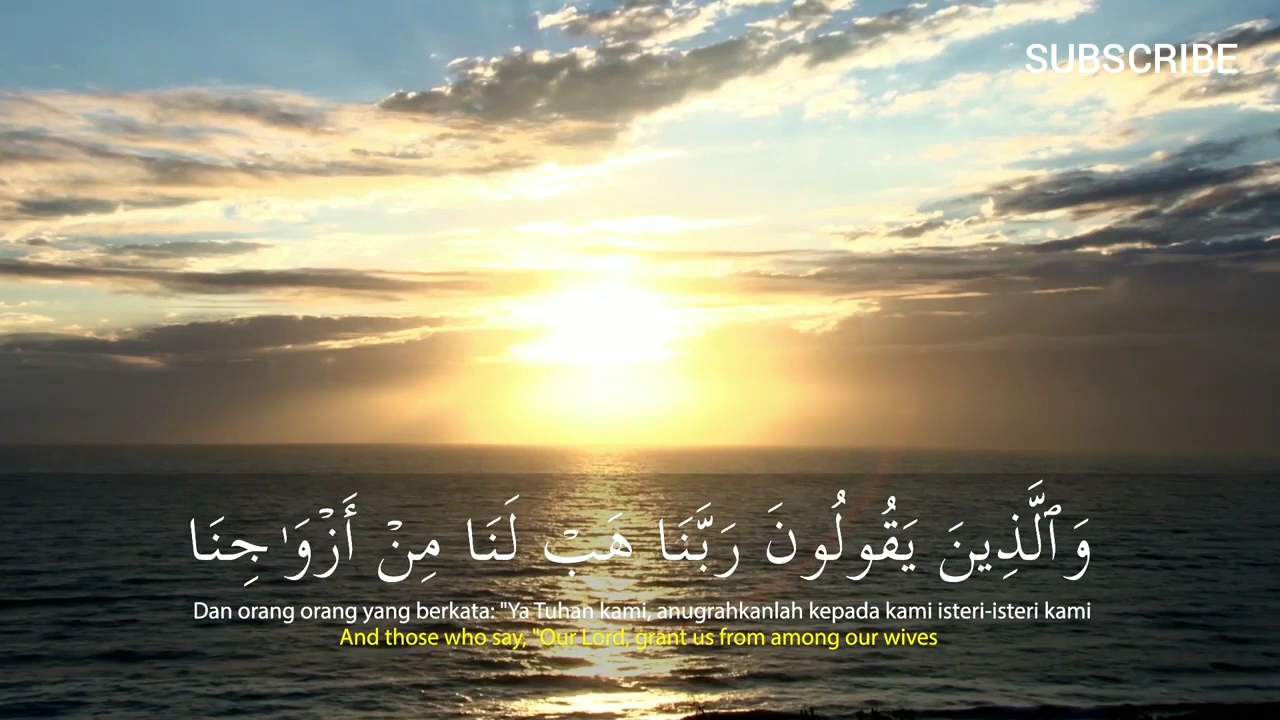 SUBSCRIBE
وَٱلَّذِينَ يَقُولُونَ رَبَّنَا هَبۡ لَنَا مِنۡ أَزۡوَٰجِنَا
Dan orang orang yang berkata: "Ya Tuhan kami, anugrahkanlah kepada kami isteri-isteri kami
And those who say, "Our Lord, grant us from among our wives